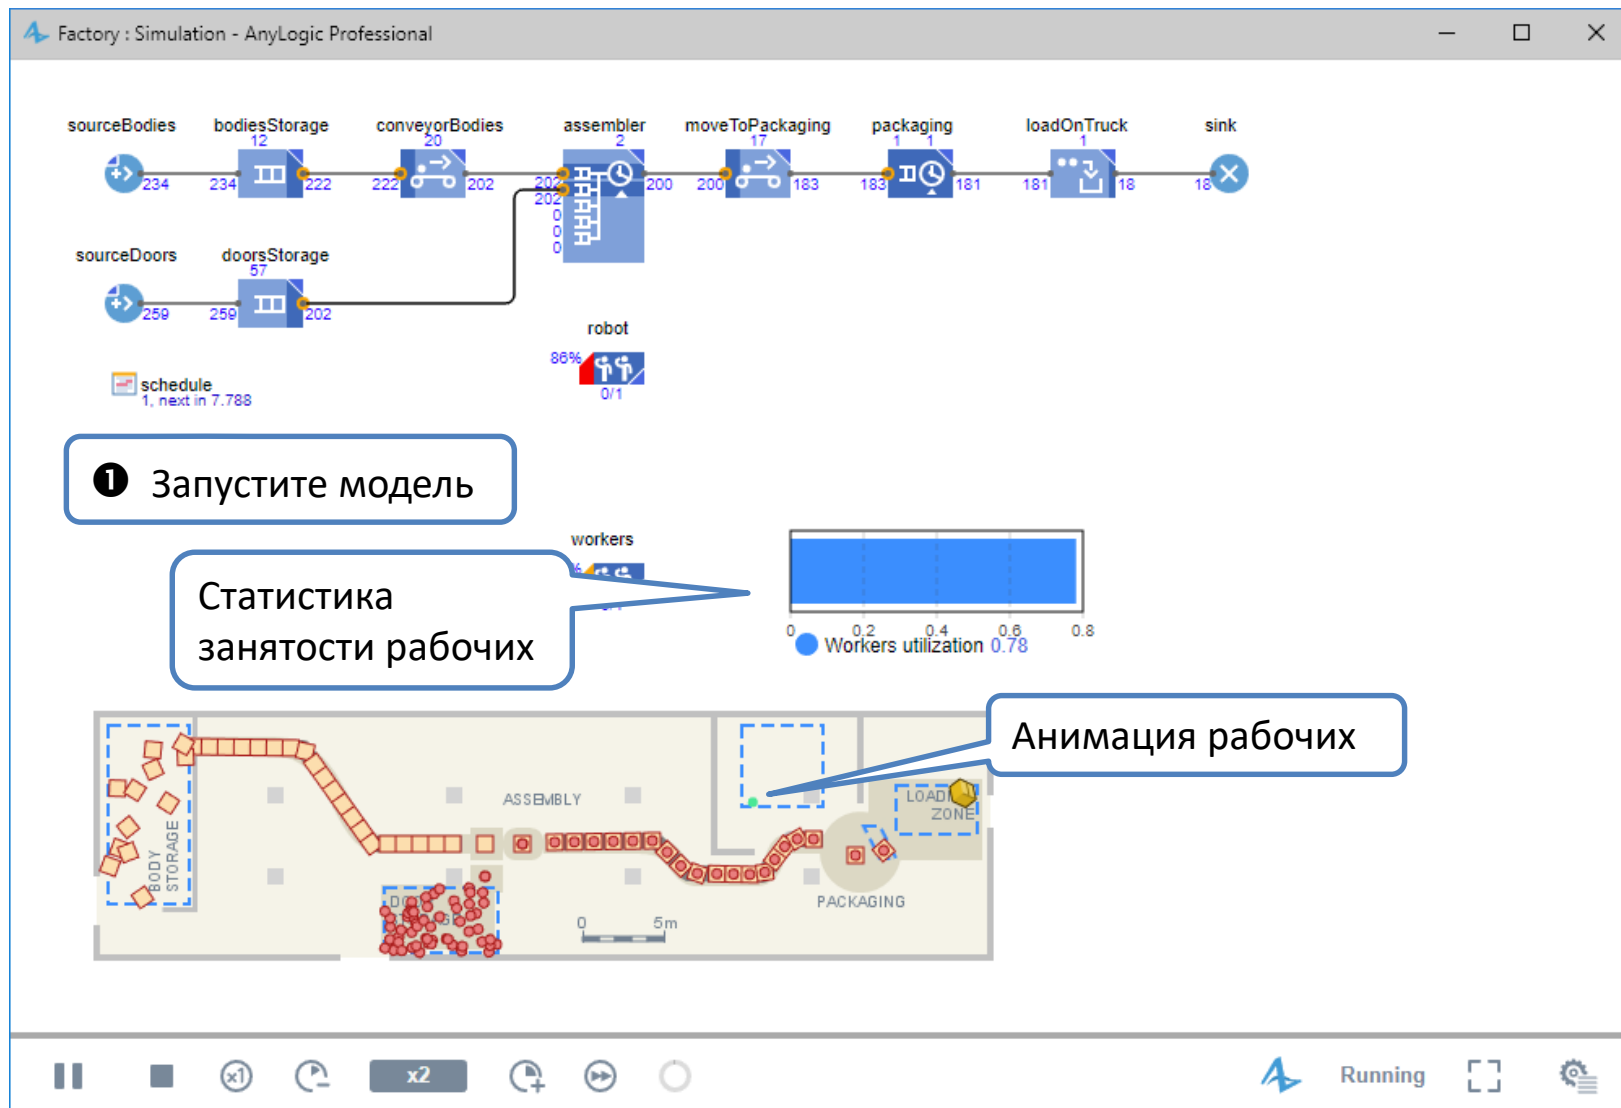 Factory : Simulation - AnyLogic Professional
sourceBodies bodiesStorage conveyorBodies assembler moveToPackaging packaging loadOnTruck sink
12 20 2 17 1 1 1
234 234 222 222 202 202 200 200 183 183 181 181 18 18
202
0
0
0
sourceDoors doorsStorage
57
259 259 202
robot
86%
0/1
schedule
1, next in 7.788
❶ Запустите модель
workers
Статистика
занятости рабочих
0 0.2 0.4 0.6 0.8
Workers utilization 0.78
Анимация рабочих
ASSEMBLY
ZONE
BODY
STORAGE
0 5m
PACKAGING
x1 x2 Running